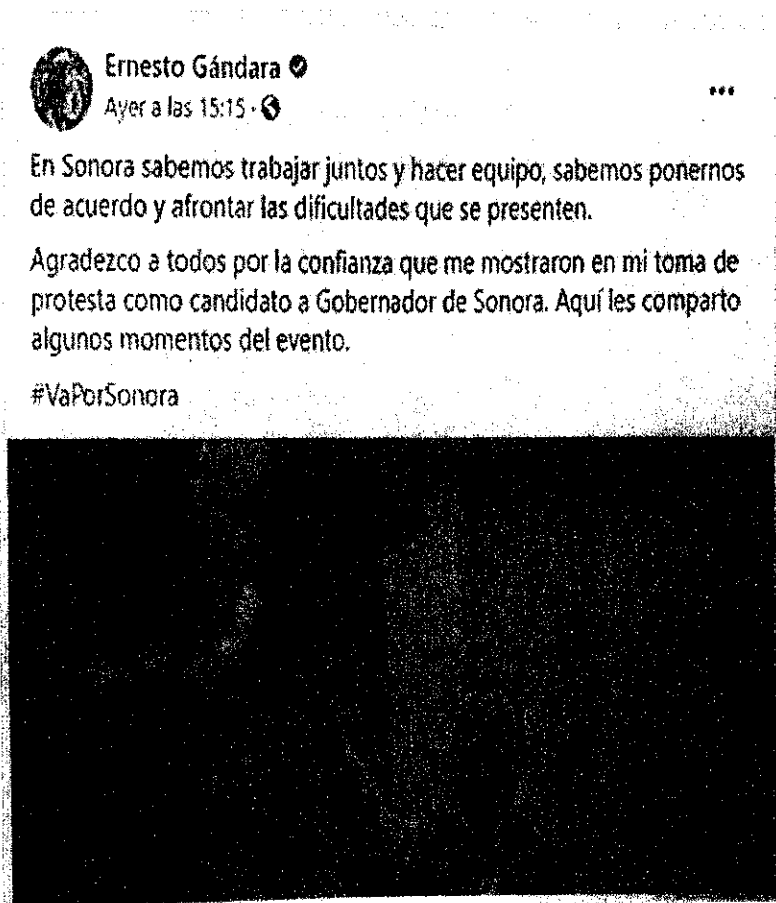 Ernesto Gándara
Ayer a las 15:15 ·
En Sonora sabemos trabajar juntos y hacer equipo, sabemos ponernos
de acuerdo y afrontar las dificultades que se presenten.
Agradezco a todos por la confianza que me mostraron en mi toma de
protesta como candidato a Gobernador de Sonora. Aquí les comparto
algunos momentos del evento.
#VaPorSonora